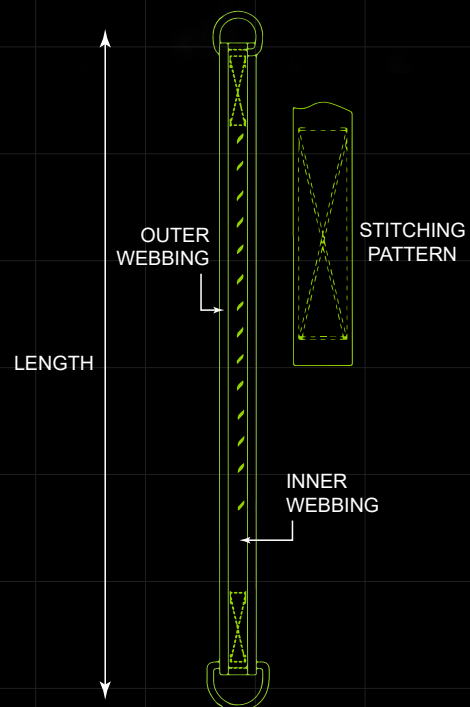 OUTER
WEBBING
STITCHING
PATTERN
LENGTH
INNER
WEBBING